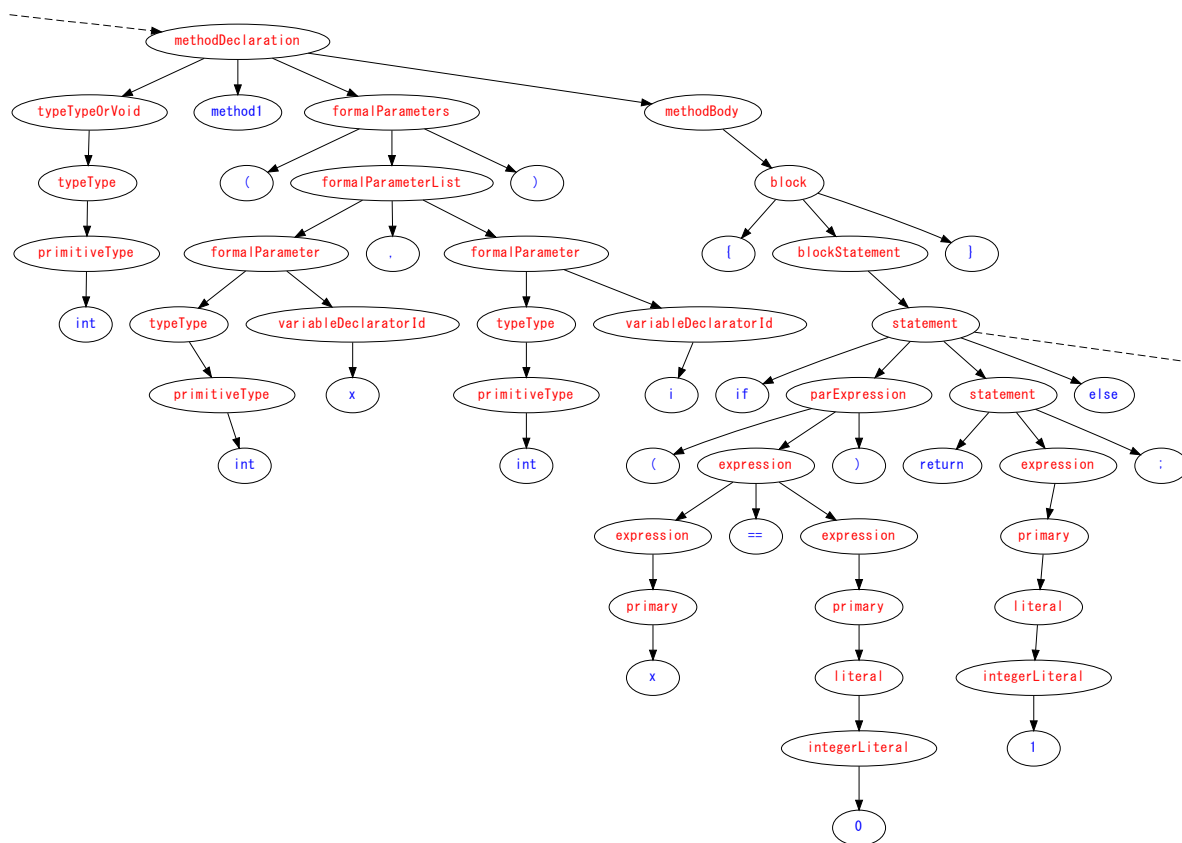 methodDeclaration
typeTypeOrVoid method1 formalParameters methodBody
typeType ( formalParameterList ) block
primitiveType formalParameter , formalParameter { blockStatement }
int typeType variableDeclaratorId typeType variableDeclaratorId statement
primitiveType x primitiveType i if parExpression statement else
int int ( expression ) return expression ;
expression == expression primary
primary primary literal
x literal integerLiteral
integerLiteral 1
0